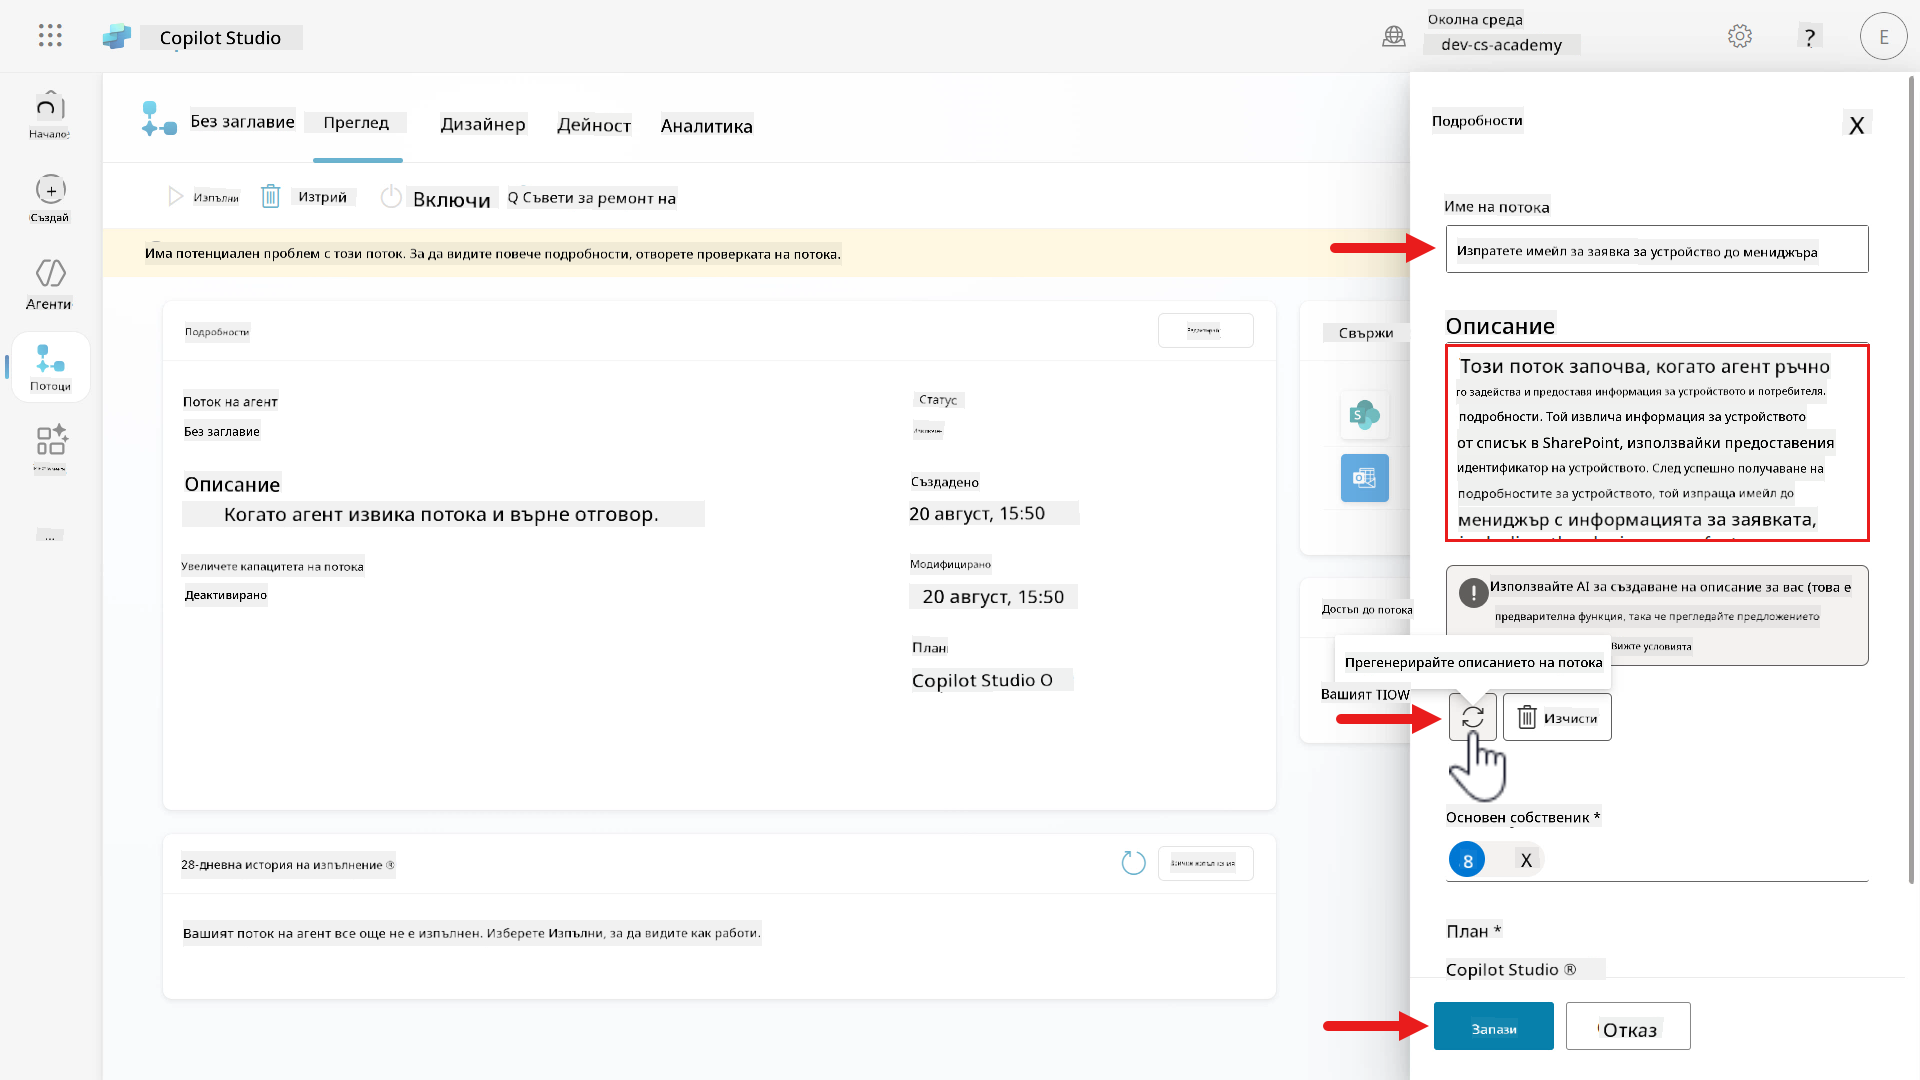 Copilot Studio
Околна среда
dev-cs-academy
?
E
Начало
Създай
Агенти
Потоци
...
Без заглавие
Преглед
Дизайнер
Дейност
Аналитика
Изпълни
Изтрий
Включи
Q Съвети за ремонт на
Има потенциален проблем с този поток. За да видите повече подробности, отворете проверката на потока.
Подробности
Поток на агент
Без заглавие
Описание
Когато агент извика потока и върне отговор.
Увеличете капацитета на потока
Деактивирано
Статус
Създадено
20 август, 15:50
Модифицирано
20 август, 15:50
План
Copilot Studio O
28-дневна история на изпълнение ®
Вашият поток на агент все още не е изпълнен. Изберете Изпълни, за да видите как работи.
Свържи
Достъп до потока
Вашият TIOW
Подробности
X
Име на потока
Изпратете имейл за заявка за устройство до мениджъра
Описание
Този поток започва, когато агент ръчно
го задейства и предоставя информация за устройството и потребителя.
подробности. Той извлича информация за устройството
от списък в SharePoint, използвайки предоставения
идентификатор на устройството. След успешно получаване на
подробностите за устройството, той изпраща имейл до
мениджър с информацията за заявката,
Използвайте AI за създаване на описание за вас (това е
предварителна функция, така че прегледайте предложението
Вижте условията
Прегенерирайте описанието на потока
Изчисти
Основен собственик *
8
X
План *
Copilot Studio ®
Запази
Отказ